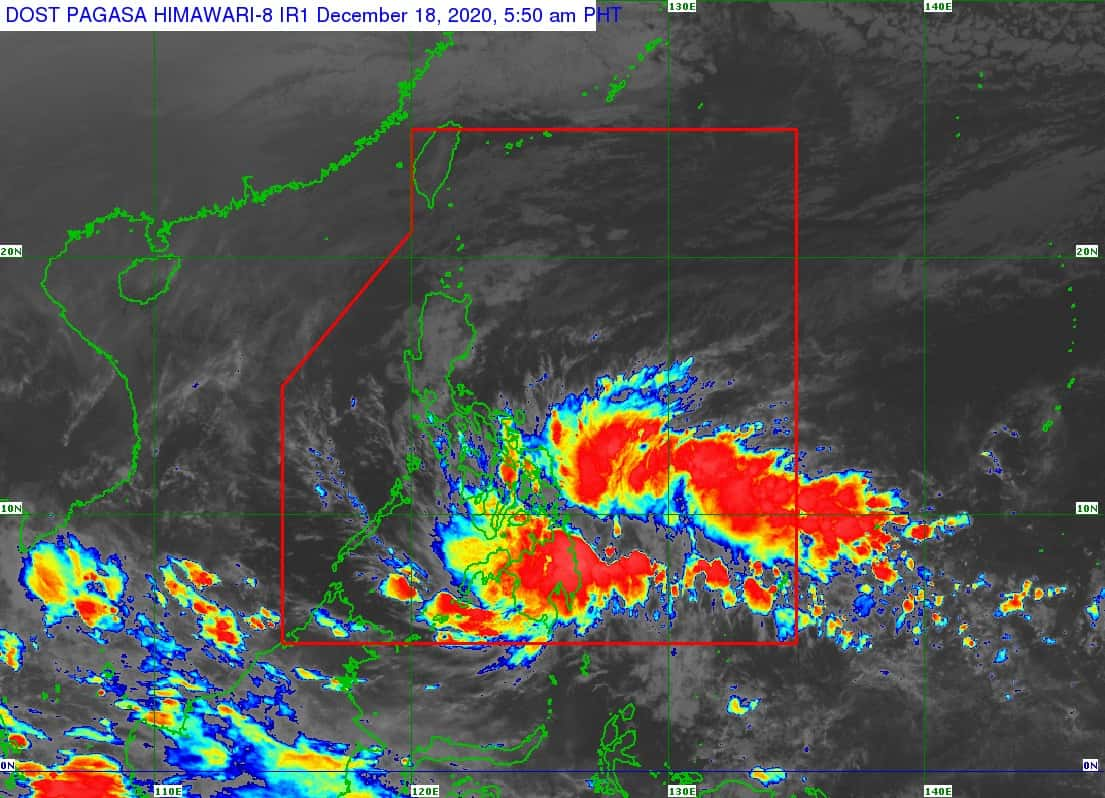 DOST PAGASA HIMAWARI-8 IR1 December 18, 2020, 5:50 am PHT
130E
140E
20N
20N
10N
10N
0N
0N
110E
120E
130E
140E